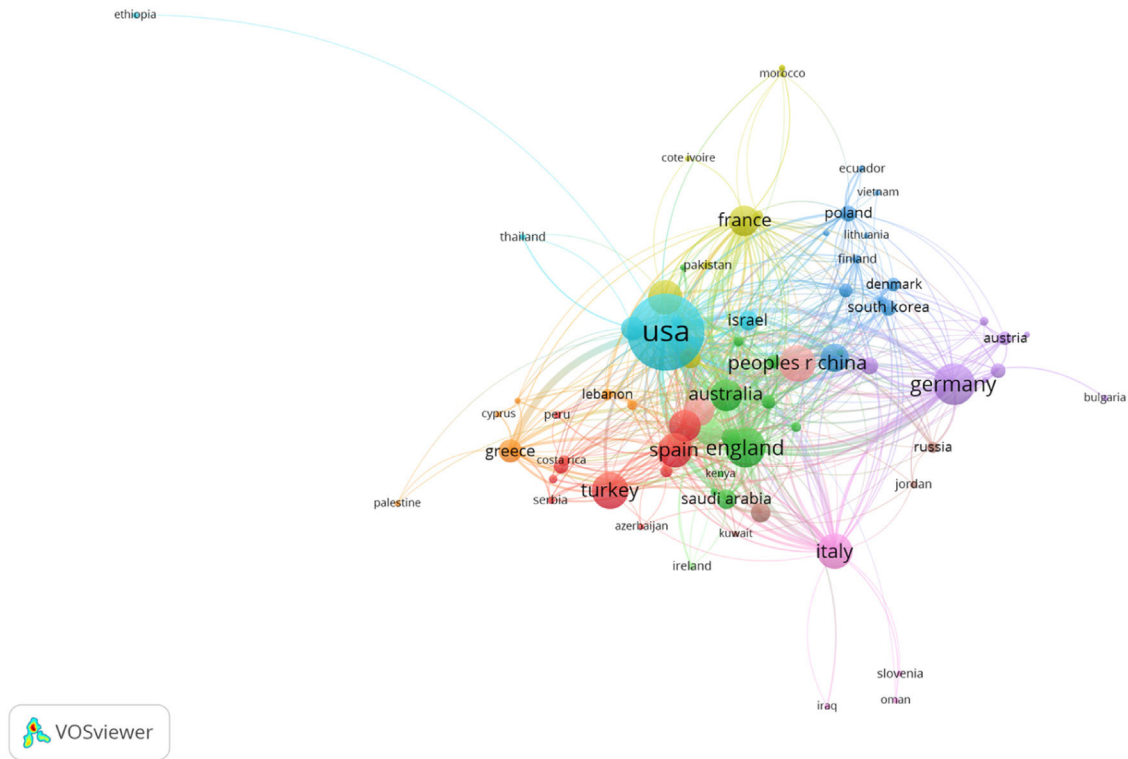 ethiopia
morocco
cote ivoire
ecuador
vietnam
france
poland
lithuania
thailand
finland
pakistan
denmark
south korea
israel
usa
austria
peoples r china
germany
australia
lebanon
bulgaria
cyprus
peru
greece
spain
england
russia
costa rica
kenya
jordan
turkey
saudi arabia
serbia
palestine
azerbaijan
kuwait
italy
ireland
slovenia
oman
iraq
VOSviewer